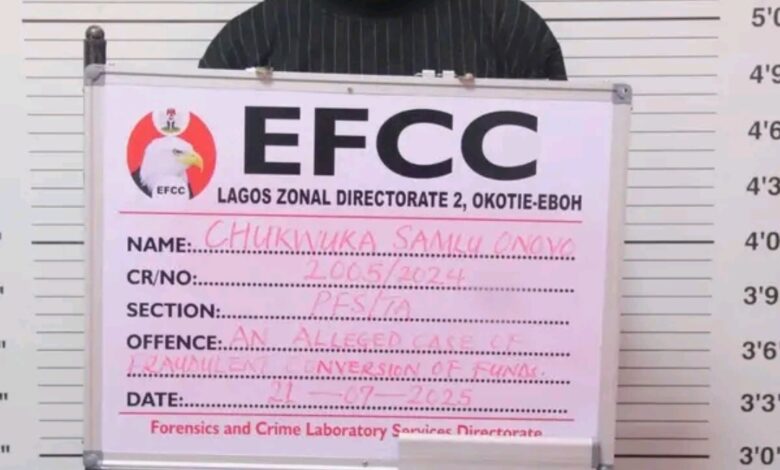 EFCC
EFCC
LAGOS ZONAL DIRECTORATE 2, OKOTIE-EBOH
NAME: CHUKWUKA SAMLU ONOVO
CR/NO: 2005/2024
SECTION: PFS/TA
OFFENCE: AN ALLEGED CASE OF
FRAUDULENT CONVERSION OF FUNDS.
DATE: 21-07-2025
Forensics and Crime Laboratory Services Directorate
5'0
4'9
4'6
4'3
4'0
3'9
3'6
3'3
3'0